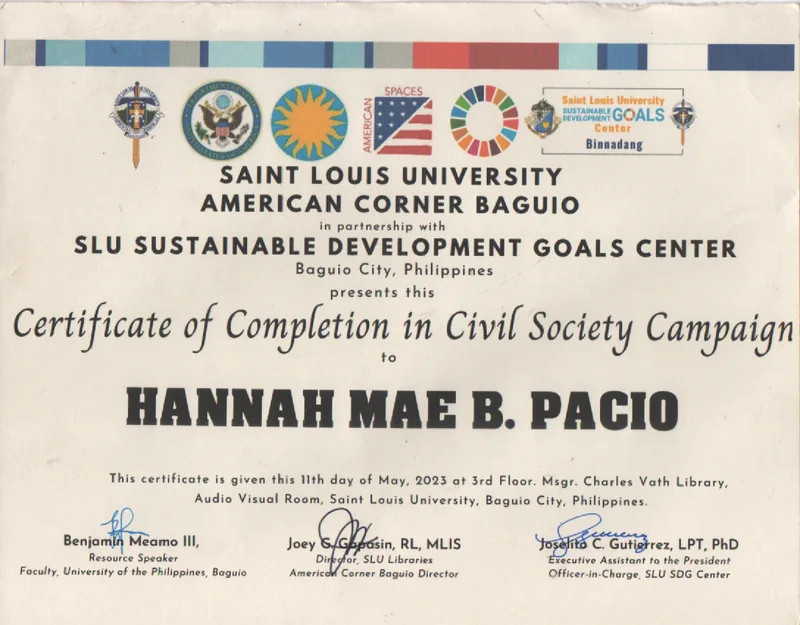 AMERICAN SPACES
Saint Louis University
SUSTAINABLE
DEVELOPMENT GOALS
Center
Binnadang
SAINT LOUIS UNIVERSITY
AMERICAN CORNER BAGUIO
in partnership with
SLU SUSTAINABLE DEVELOPMENT GOALS CENTER
Baguio City, Philippines
presents this
Certificate of Completion in Civil Society Campaign
to
HANNAH MAE B. PACIO
This certificate is given this 11th day of May, 2023 at 3rd Floor. Msgr. Charles Vath Library,
Audio Visual Room, Saint Louis University, Baguio City, Philippines.
Benjamin Meamo III,
Resource Speaker
Faculty, University of the Philippines, Baguio
Joey G. Gapasin, RL, MLIS
Director, SLU Libraries
American Corner Baguio Director
Joselito C. Gutierrez, LPT, PhD
Executive Assistant to the President
Officer-in-Charge, SLU SDG Center